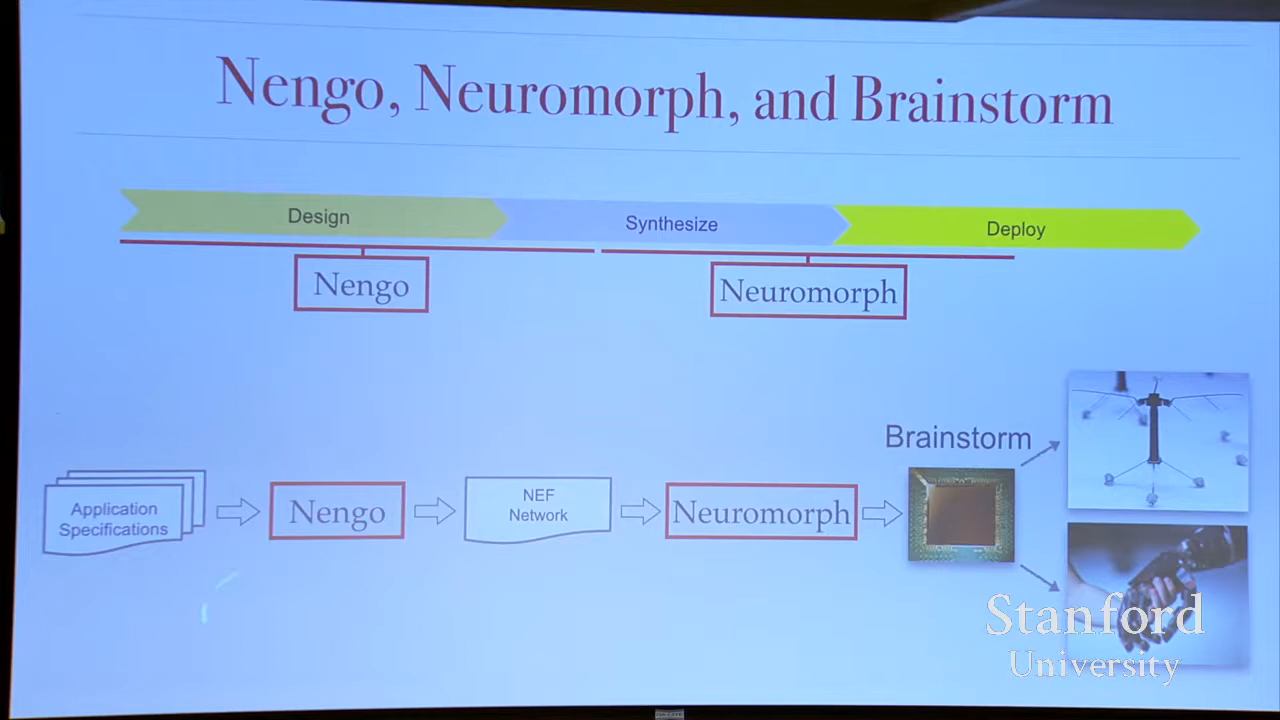 Nengo, Neuromorph, and Brainstorm
Design
Synthesize
Deploy
Nengo
Neuromorph
Application
Specifications
Nengo
NEF
Network
Neuromorph
Brainstorm
Stanford
University